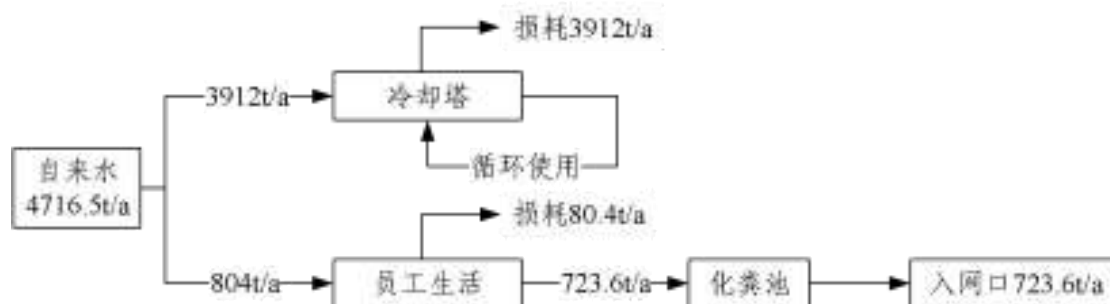 损耗3912t/a
3912t/a
冷却塔
循环使用
自来水
4716.5t/a
损耗80.4t/a
804t/a
员工生活
723.6t/a
化粪池
入网口723.6t/a